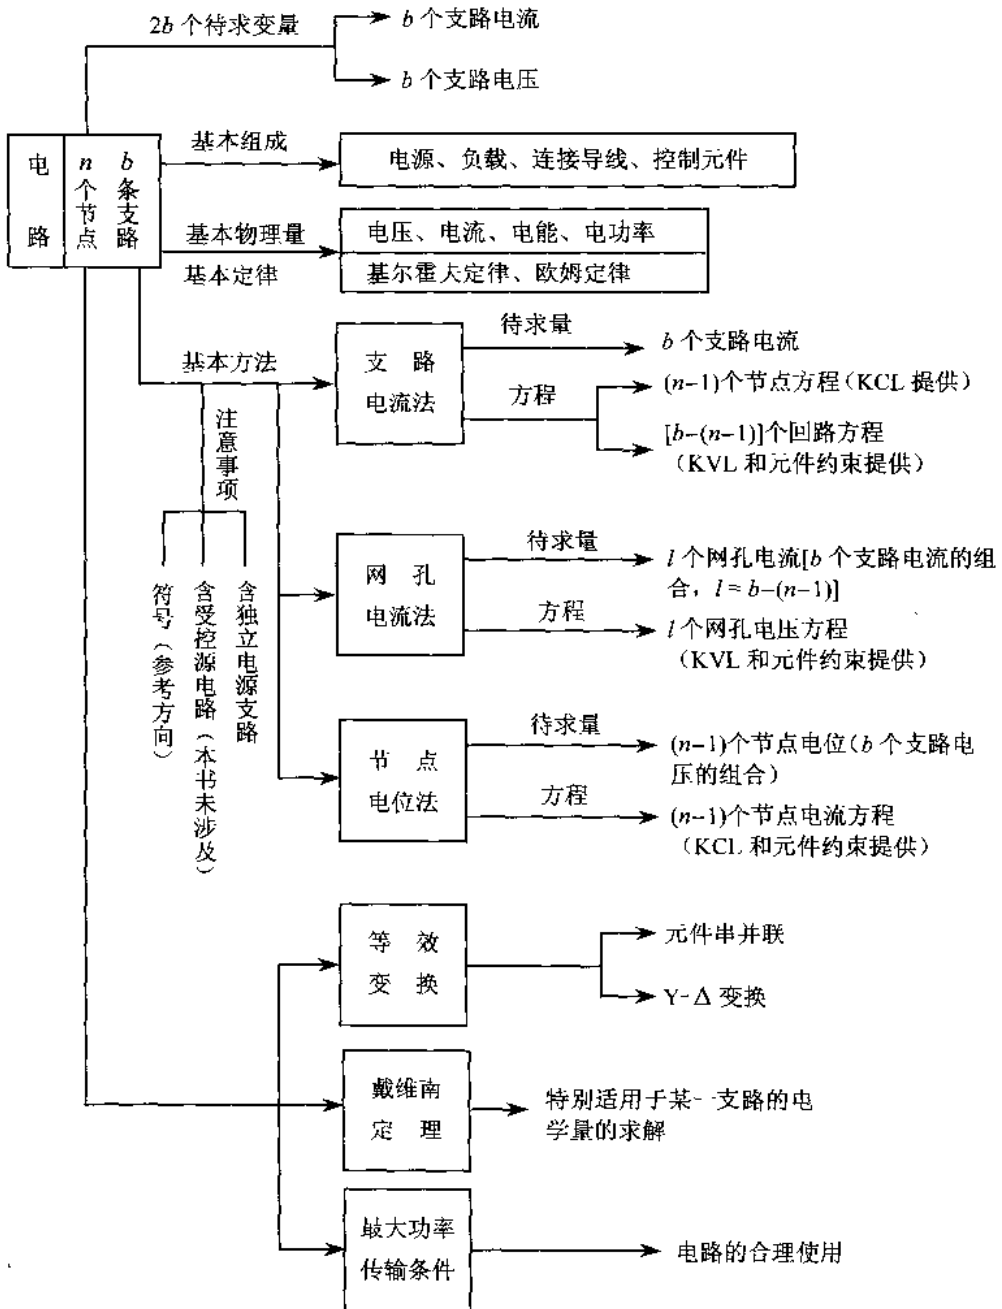 2b 个待求变量
b 个支路电流
b 个支路电压
电路
n个节点
b条支路
基本组成
电源、负载、连接导线、控制元件
基本物理量
基本定律
电压、电流、电能、电功率
基尔霍夫定律、欧姆定律
基本方法
注意事项
符号（参考方向）
含受控源电路（本书未涉及）
含独立电源支路
支 路
电流法
待求量
b 个支路电流
方程
(n-1)个节点方程（KCL 提供）
[b-(n-1)]个回路方程
（KVL 和元件约束提供）
网 孔
电流法
待求量
l 个网孔电流[b 个支路电流的组
合，l = b-(n-1)]
方程
l 个网孔电压方程
（KVL 和元件约束提供）
节 点
电位法
待求量
(n-1)个节点电位（b 个支路电
压的组合）
方程
(n-1)个节点电流方程
（KCL 和元件约束提供）
等 效
变 换
元件串并联
Y-Δ 变换
戴维南
定 理
特别适用于某一支路的电
学量的求解
最大功率
传输条件
电路的合理使用